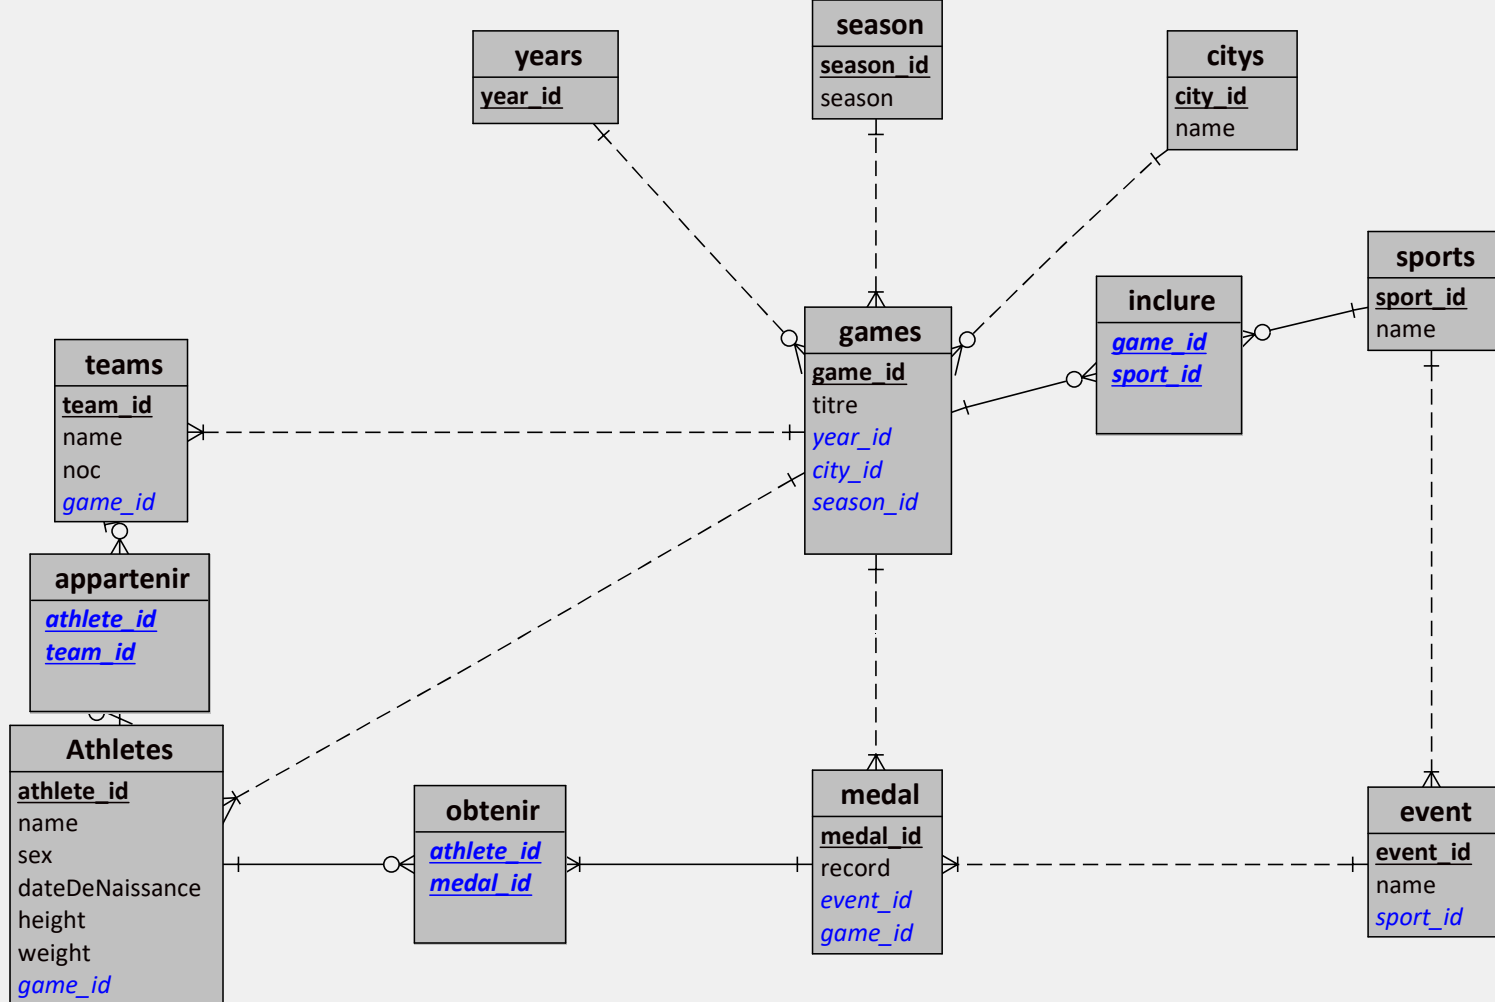 years
year_id
season
season_id
season
citys
city_id
name
sports
sport_id
name
inclure
game_id
sport_id
games
game_id
titre
year_id
city_id
season_id
teams
team_id
name
noc
game_id
appartenir
athlete_id
team_id
Athletes
athlete_id
name
sex
dateDeNaissance
height
weight
game_id
obtenir
athlete_id
medal_id
medal
medal_id
record
event_id
game_id
event
event_id
name
sport_id